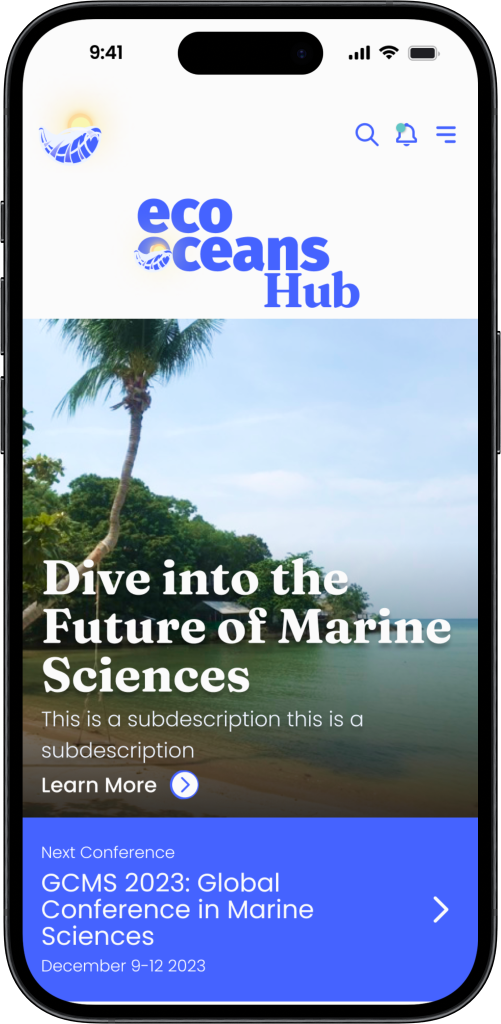 9:41
eco
oceans
Hub
Dive into the
Future of Marine
Sciences
This is a subdescription this is a
subdescription
Learn More
Next Conference
GCMS 2023: Global
Conference in Marine
Sciences
December 9-12 2023